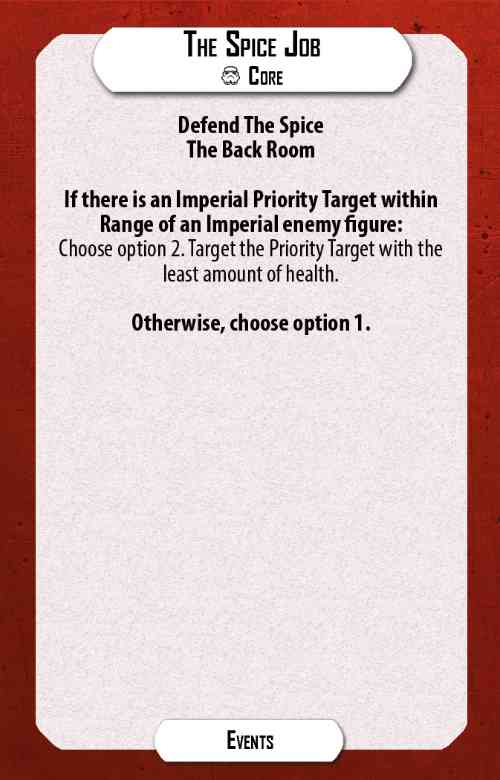 The Spice Job
Core
Defend The Spice
The Back Room
If there is an Imperial Priority Target within
Range of an Imperial enemy figure:
Choose option 2. Target the Priority Target with the
least amount of health.
Otherwise, choose option 1.
Events